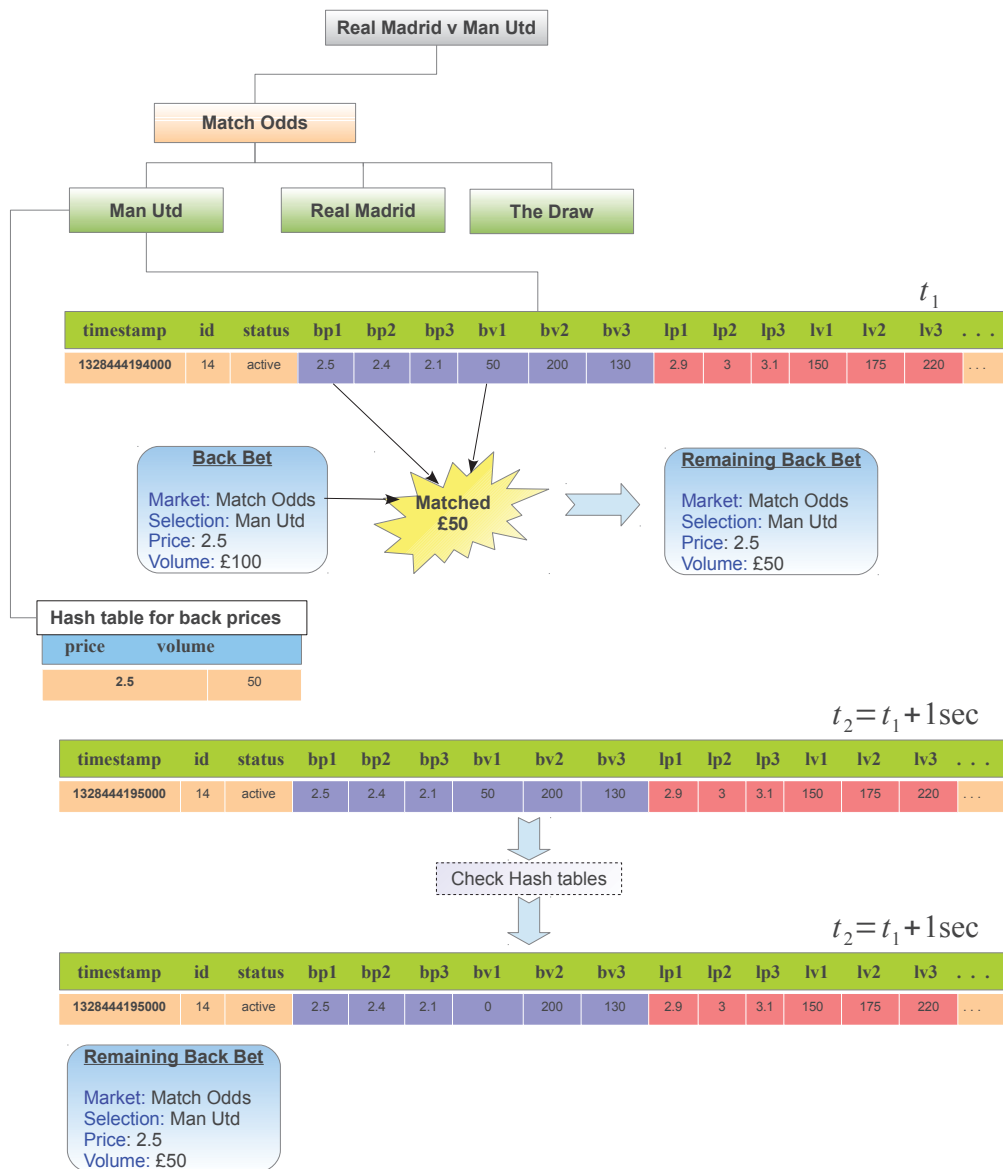 Real Madrid v Man Utd
Match Odds
Man Utd
Real Madrid
The Draw
t1
timestamp id status bp1 bp2 bp3 bv1 bv2 bv3 lp1 lp2 lp3 lv1 lv2 lv3 . . .
1328444194000 14 active 2.5 2.4 2.1 50 200 130 2.9 3 3.1 150 175 220 . . .
Back Bet
Market: Match Odds
Selection: Man Utd
Price: 2.5
Volume: £100
Matched
£50
Remaining Back Bet
Market: Match Odds
Selection: Man Utd
Price: 2.5
Volume: £50
Hash table for back prices
price volume
2.5 50
t2=t1+1sec
timestamp id status bp1 bp2 bp3 bv1 bv2 bv3 lp1 lp2 lp3 lv1 lv2 lv3 . . .
1328444195000 14 active 2.5 2.4 2.1 50 200 130 2.9 3 3.1 150 175 220 . . .
Check Hash tables
t2=t1+1sec
timestamp id status bp1 bp2 bp3 bv1 bv2 bv3 lp1 lp2 lp3 lv1 lv2 lv3 . . .
1328444195000 14 active 2.5 2.4 2.1 0 200 130 2.9 3 3.1 150 175 220 . . .
Remaining Back Bet
Market: Match Odds
Selection: Man Utd
Price: 2.5
Volume: £50